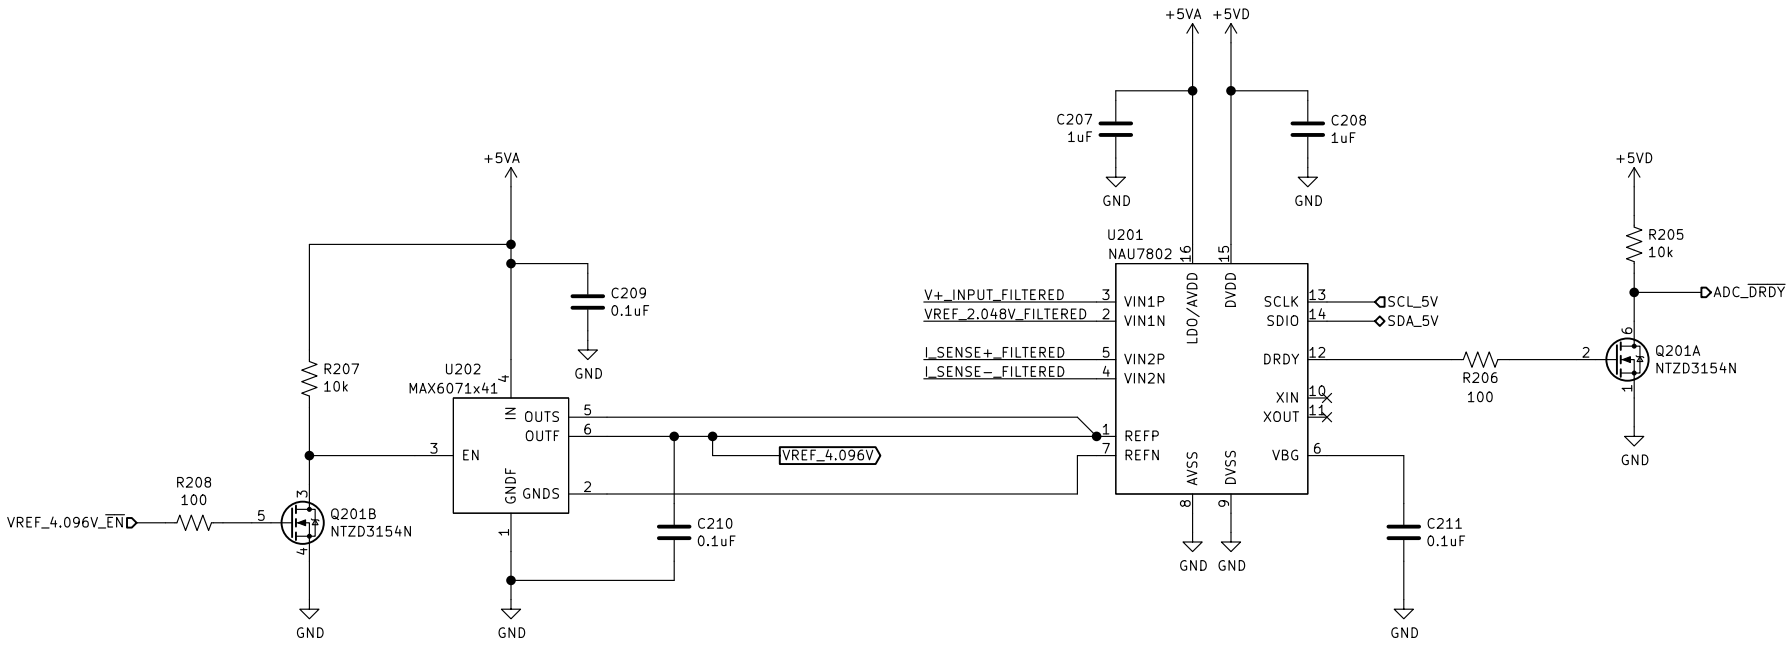 +5VA
+5VD
C207
1uF
C208
1uF
GND
GND
+5VA
+5VD
U201
NAU7802
16
15
R205
10k
LDO/AVDD
DVDD
C209
0.1uF
V+_INPUT_FILTERED
3
VIN1P
SCLK
13
SCL_5V
VREF_2.048V_FILTERED
2
VIN1N
SDIO
14
SDA_5V
ADC_DRDY
6
I_SENSE+_FILTERED
5
VIN2P
DRDY
12
2
Q201A
NTZD3154N
I_SENSE-_FILTERED
4
VIN2N
R206
100
1
GND
R207
10k
U202
MAX6071x41
4
XIN
10
XOUT
11
IN
OUTS
5
OUTF
6
1
REFP
VREF_4.096V
7
REFN
VBG
6
GND
3
EN
GNDF
GNDS
2
AVSS
DVSS
8
9
R208
100
3
VREF_4.096V_EN
5
Q201B
NTZD3154N
4
1
C210
0.1uF
C211
0.1uF
GND
GND
GND
GND
GND